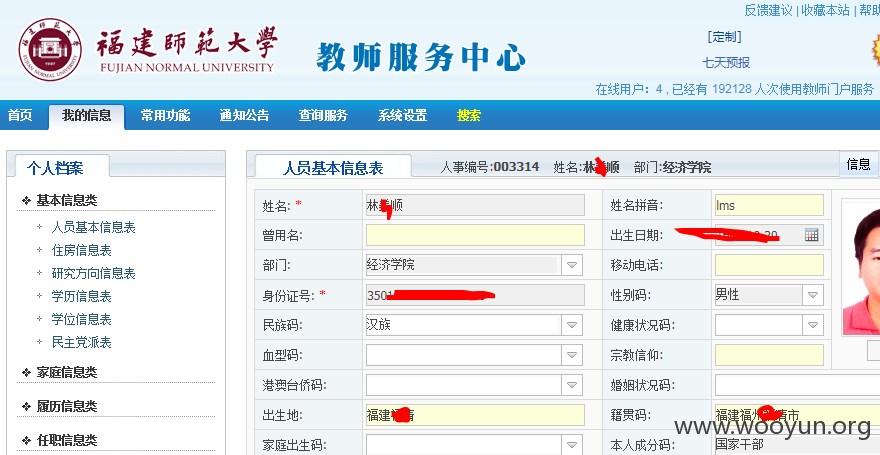 反馈建议 | 收藏本站 | 帮助
福建师范大学
FUJIAN NORMAL UNIVERSITY
教师服务中心
[定制]
七天预报
在线用户：4 , 已经有 192128 人次使用教师门户服务
首页 我的信息 常用功能 通知公告 查询服务 系统设置 搜索
个人档案
基本信息类
人员基本信息表
住房信息表
研究方向信息表
学历信息表
学位信息表
民主党派表
家庭信息类
履历信息类
任职信息类
人员基本信息表 人事编号:003314 姓名:林 顺 部门:经济学院 信息
姓名: * 林 顺 姓名拼音: lms
曾用名: 出生日期:
部门: 经济学院 移动电话:
身份证号: * 350 性别码: 男性
民族码: 汉族 健康状况码:
血型码: 宗教信仰:
港澳台侨码: 婚姻状况码:
出生地: 福建 清 籍贯码: 福建福州 清市
家庭出生码: 本人成分码: 国家干部
www.wooyun.org